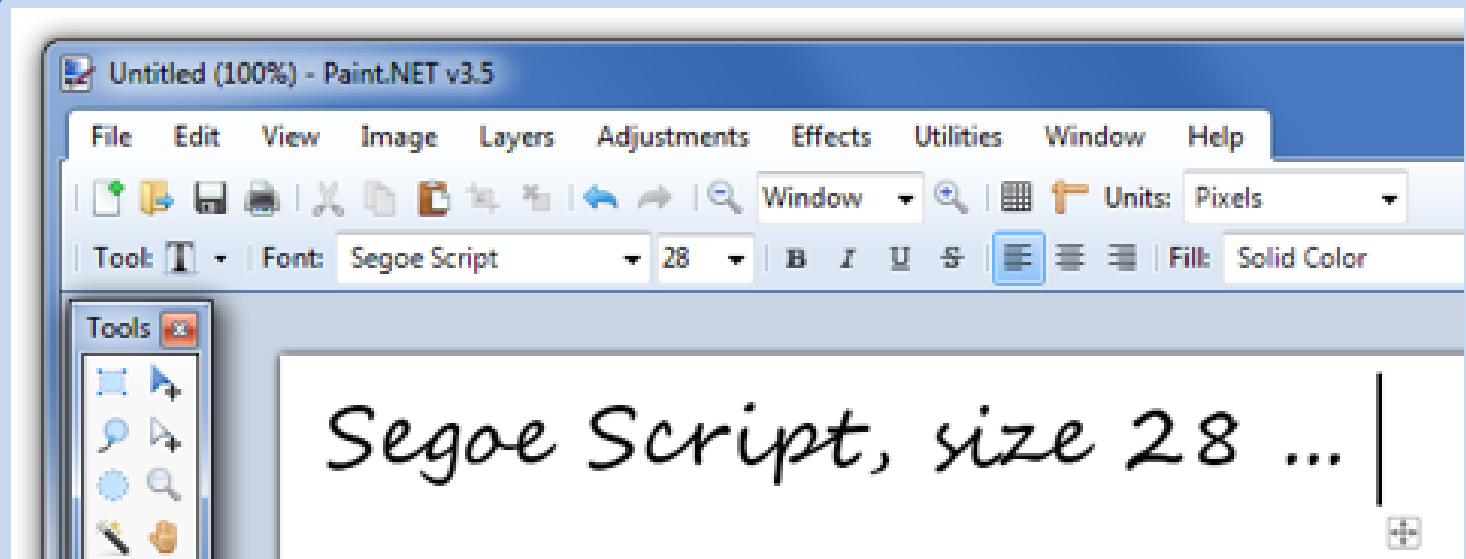 Untitled (100%) - Paint.NET v3.5
File Edit View Image Layers Adjustments Effects Utilities Window Help
Window Units: Pixels
Tool: T Font: Segoe Script 28 B I U S Fill: Solid Color
Tools
Segoe Script, size 28 ...